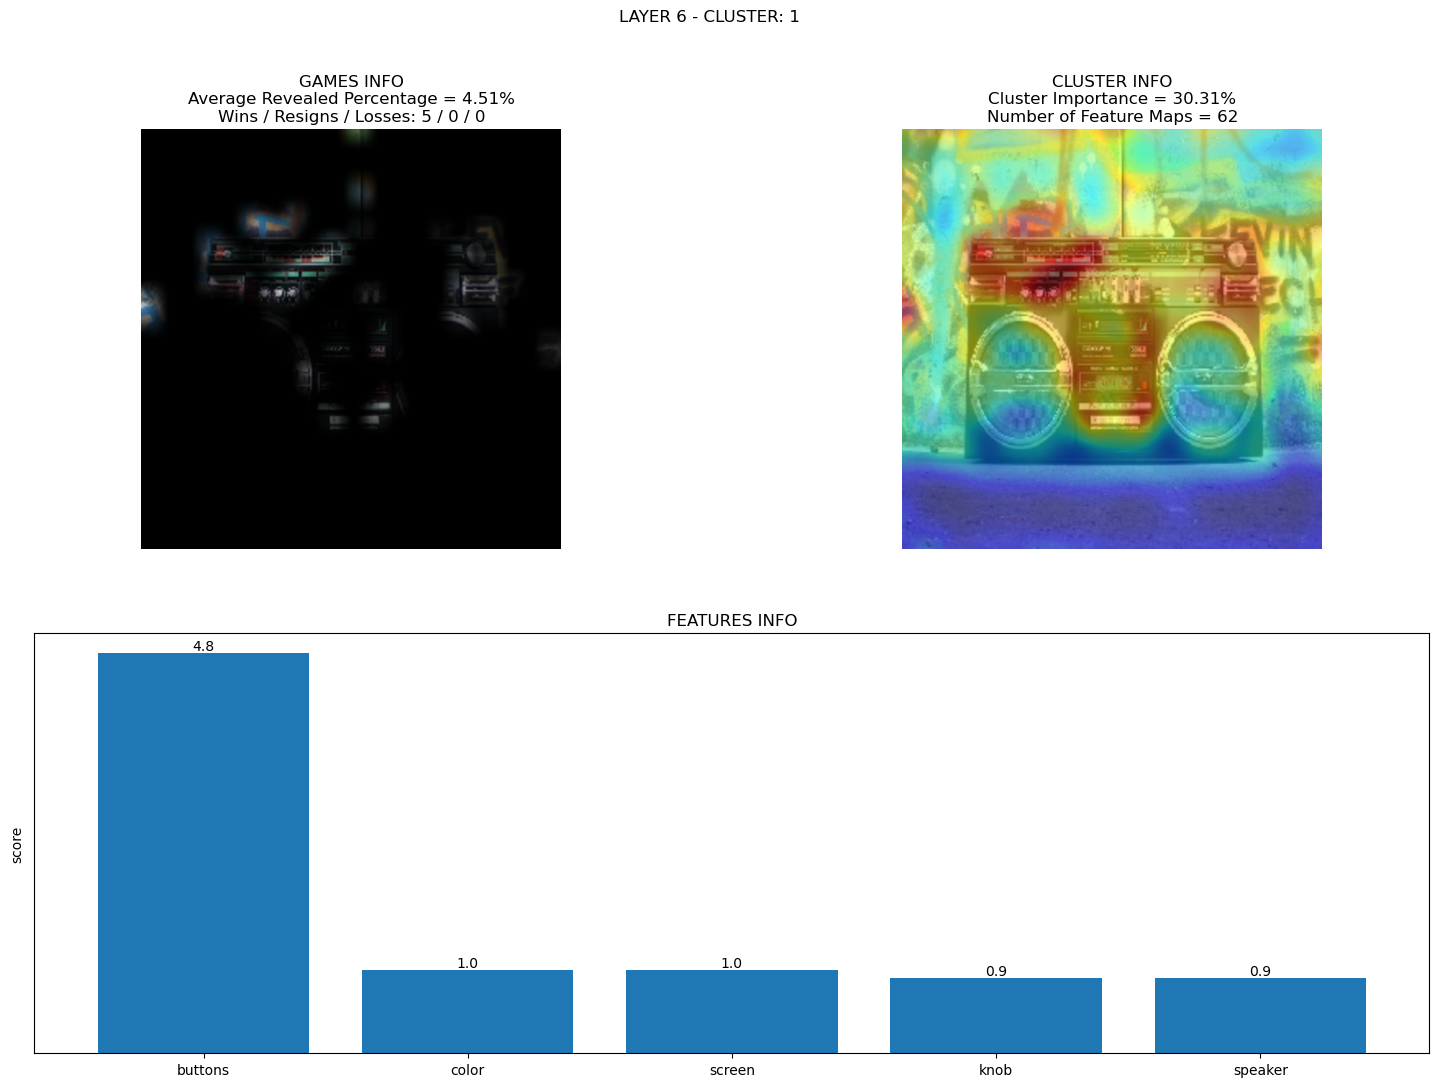 LAYER 6 - CLUSTER: 1
GAMES INFO
Average Revealed Percentage = 4.51%
Wins / Resigns / Losses: 5 / 0 / 0
CLUSTER INFO
Cluster Importance = 30.31%
Number of Feature Maps = 62
FEATURES INFO
score
4.8
1.0
1.0
0.9
0.9
buttons
color
screen
knob
speaker